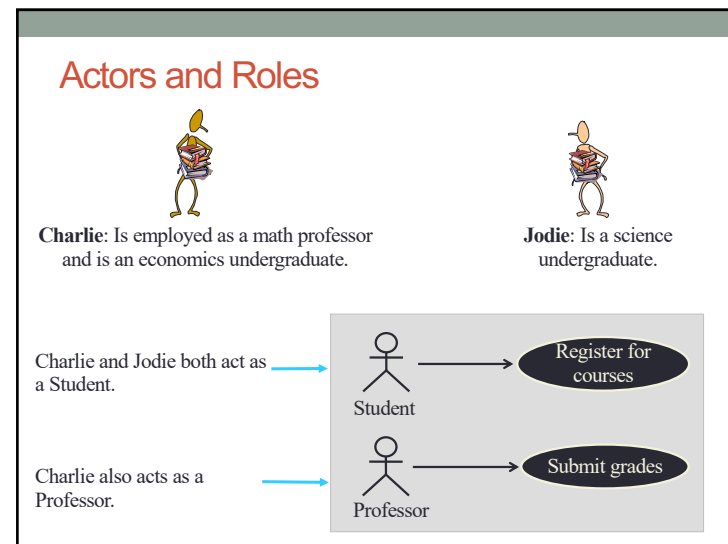 Actors and Roles
Charlie: Is employed as a math professor
and is an economics undergraduate.
Jodie: Is a science
undergraduate.
Charlie and Jodie both act as
a Student.
Student
Register for
courses
Charlie also acts as a
Professor.
Professor
Submit grades